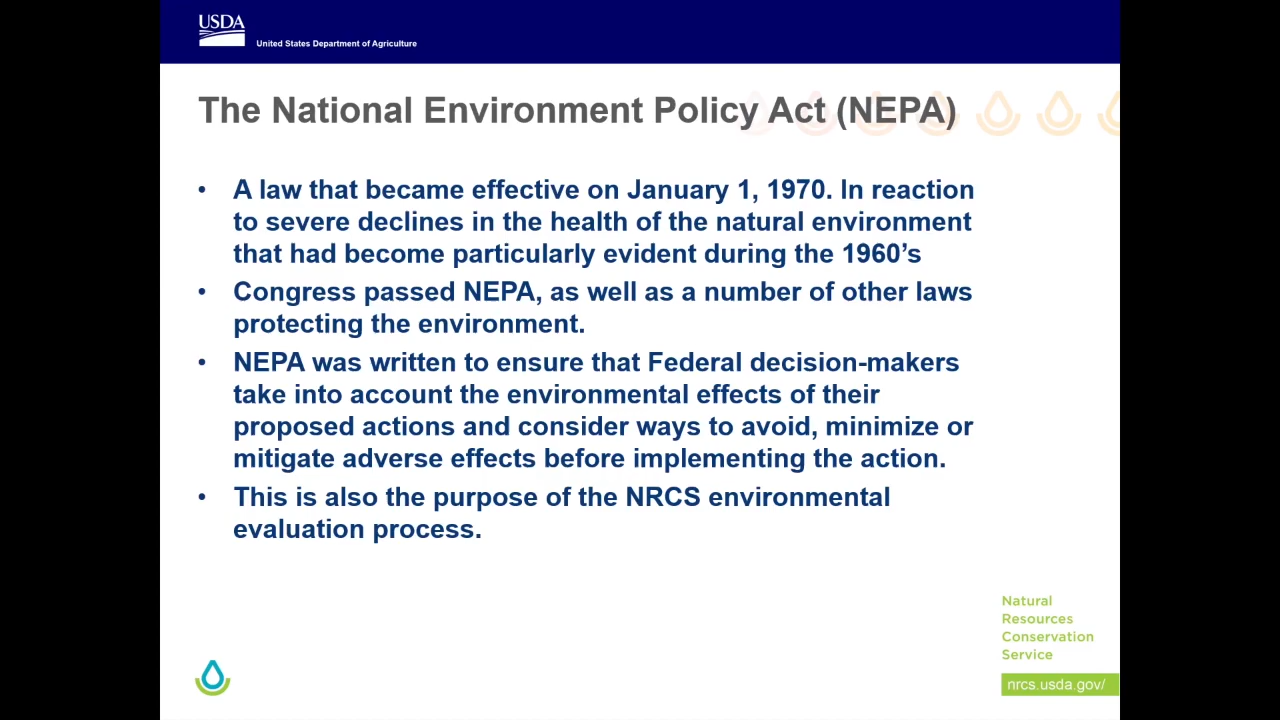 USDA
United States Department of Agriculture
The National Environment Policy Act (NEPA)
• A law that became effective on January 1, 1970. In reaction
to severe declines in the health of the natural environment
that had become particularly evident during the 1960’s
• Congress passed NEPA, as well as a number of other laws
protecting the environment.
• NEPA was written to ensure that Federal decision-makers
take into account the environmental effects of their
proposed actions and consider ways to avoid, minimize or
mitigate adverse effects before implementing the action.
• This is also the purpose of the NRCS environmental
evaluation process.
Natural
Resources
Conservation
Service
nrcs.usda.gov/